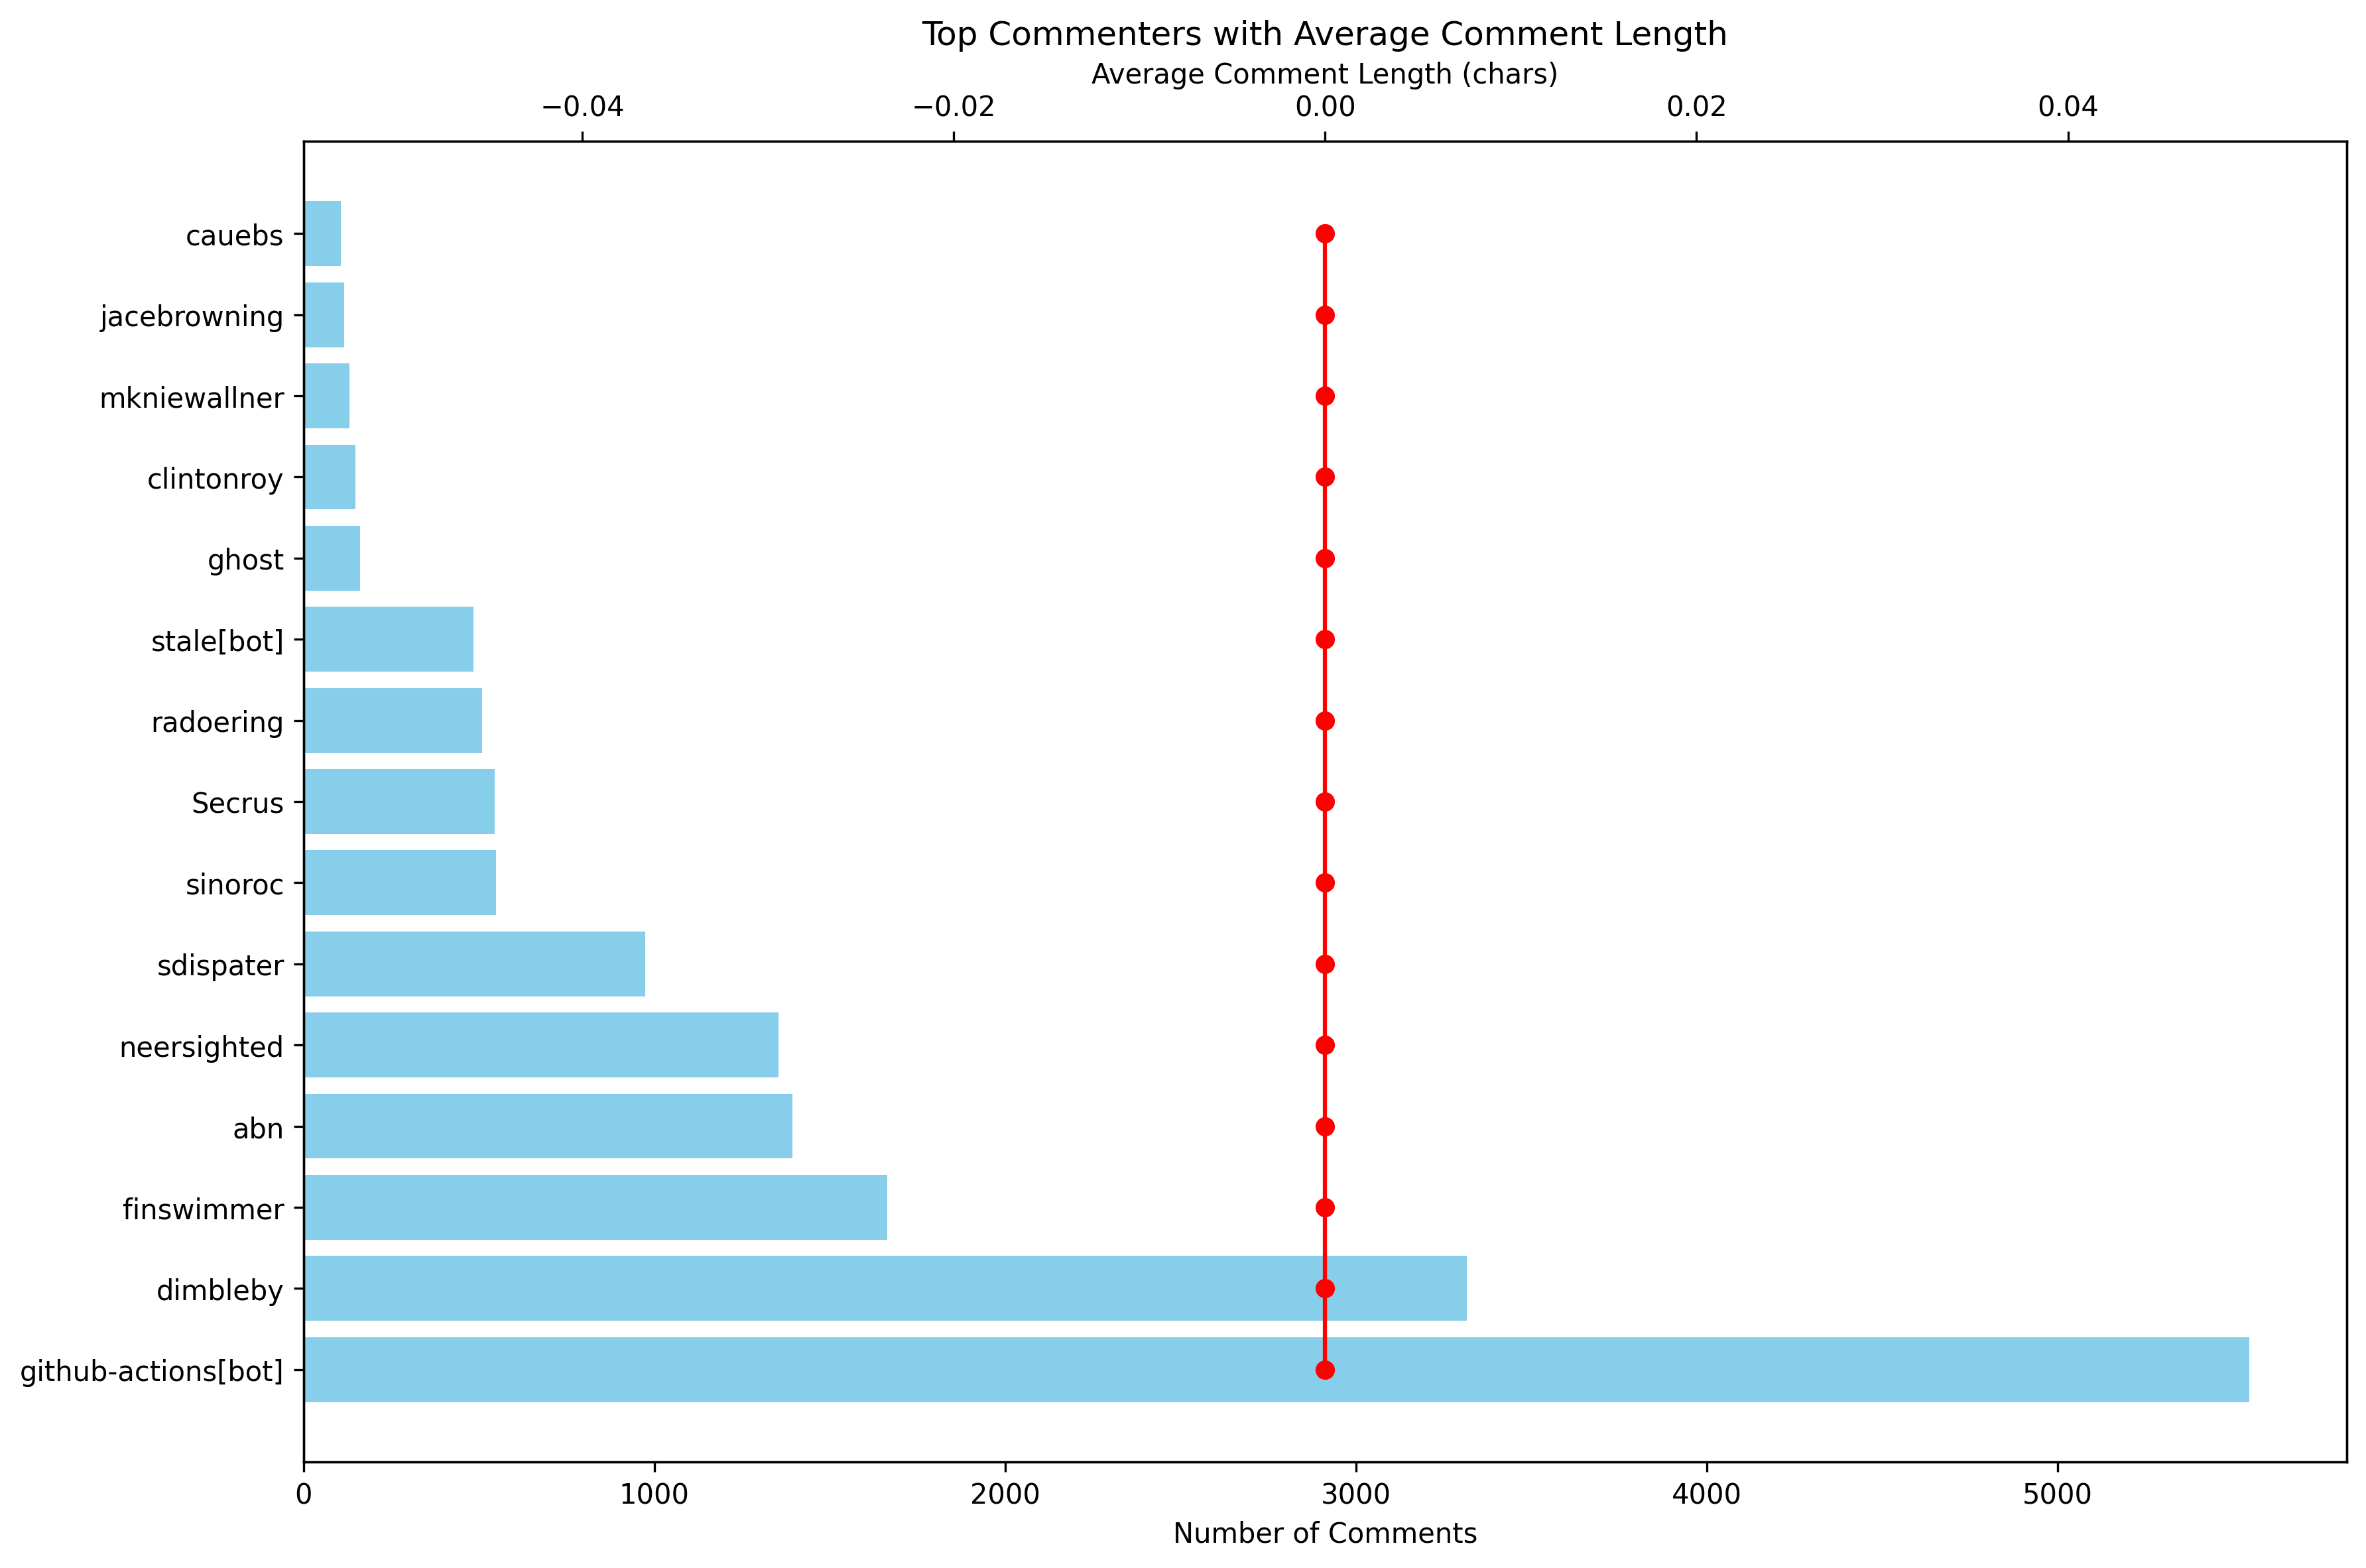 Top Commenters with Average Comment Length
Average Comment Length (chars)
−0.04 −0.02 0.00 0.02 0.04
cauebs
jacebrowning
mkniewallner
clintonroy
ghost
stale[bot]
radoering
Secrus
sinoroc
sdispater
neersighted
abn
finswimmer
dimbleby
github-actions[bot]
0 1000 2000 3000 4000 5000
Number of Comments